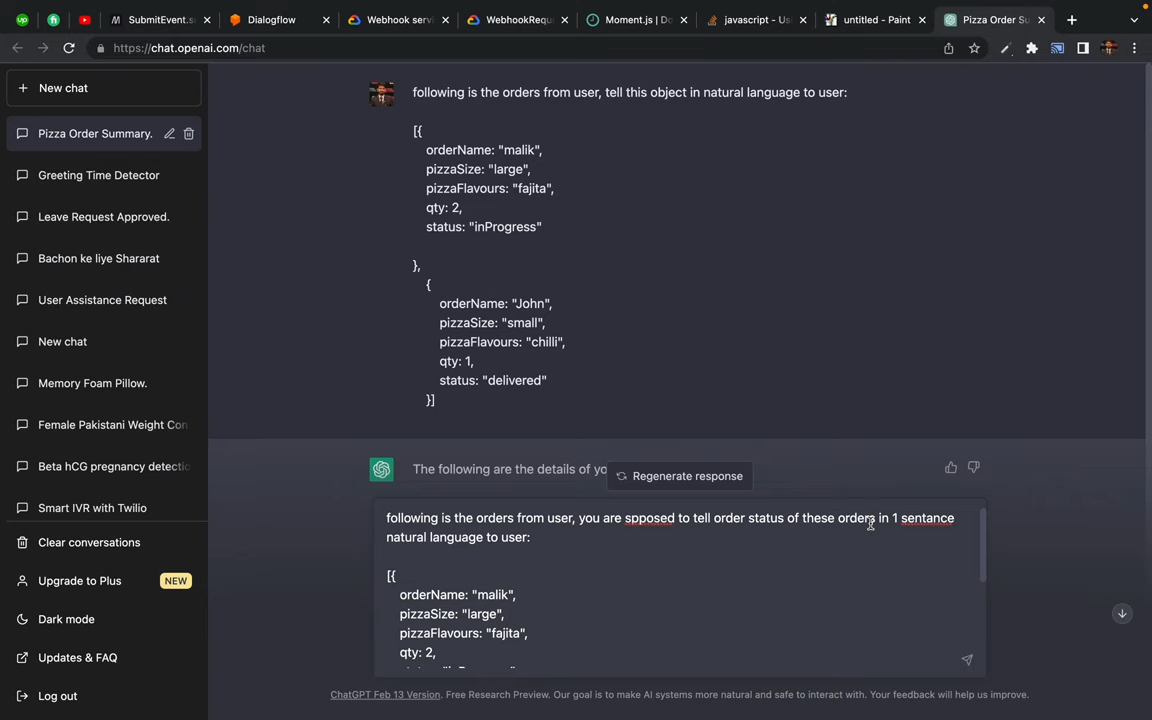 SubmitEvent.su
Dialogflow
Webhook servi
WebhookRequ
Moment.js | Do
javascript - Us
untitled - Paint
Pizza Order Su
https://chat.openai.com/chat
New chat
Pizza Order Summary.
Greeting Time Detector
Leave Request Approved.
Bachon ke liye Shararat
User Assistance Request
New chat
Memory Foam Pillow.
Female Pakistani Weight Con
Beta hCG pregnancy detectio
Smart IVR with Twilio
Clear conversations
Upgrade to Plus NEW
Dark mode
Updates & FAQ
Log out
following is the orders from user, tell this object in natural language to user:
[{
orderName: "malik",
pizzaSize: "large",
pizzaFlavours: "fajita",
qty: 2,
status: "inProgress"
},
{
orderName: "John",
pizzaSize: "small",
pizzaFlavours: "chilli",
qty: 1,
status: "delivered"
}]
The following are the details of yo
Regenerate response
following is the orders from user, you are spposed to tell order status of these orders in 1 sentance
natural language to user:
[{
orderName: "malik",
pizzaSize: "large",
pizzaFlavours: "fajita",
qty: 2,
ChatGPT Feb 13 Version. Free Research Preview. Our goal is to make AI systems more natural and safe to interact with. Your feedback will help us improve.